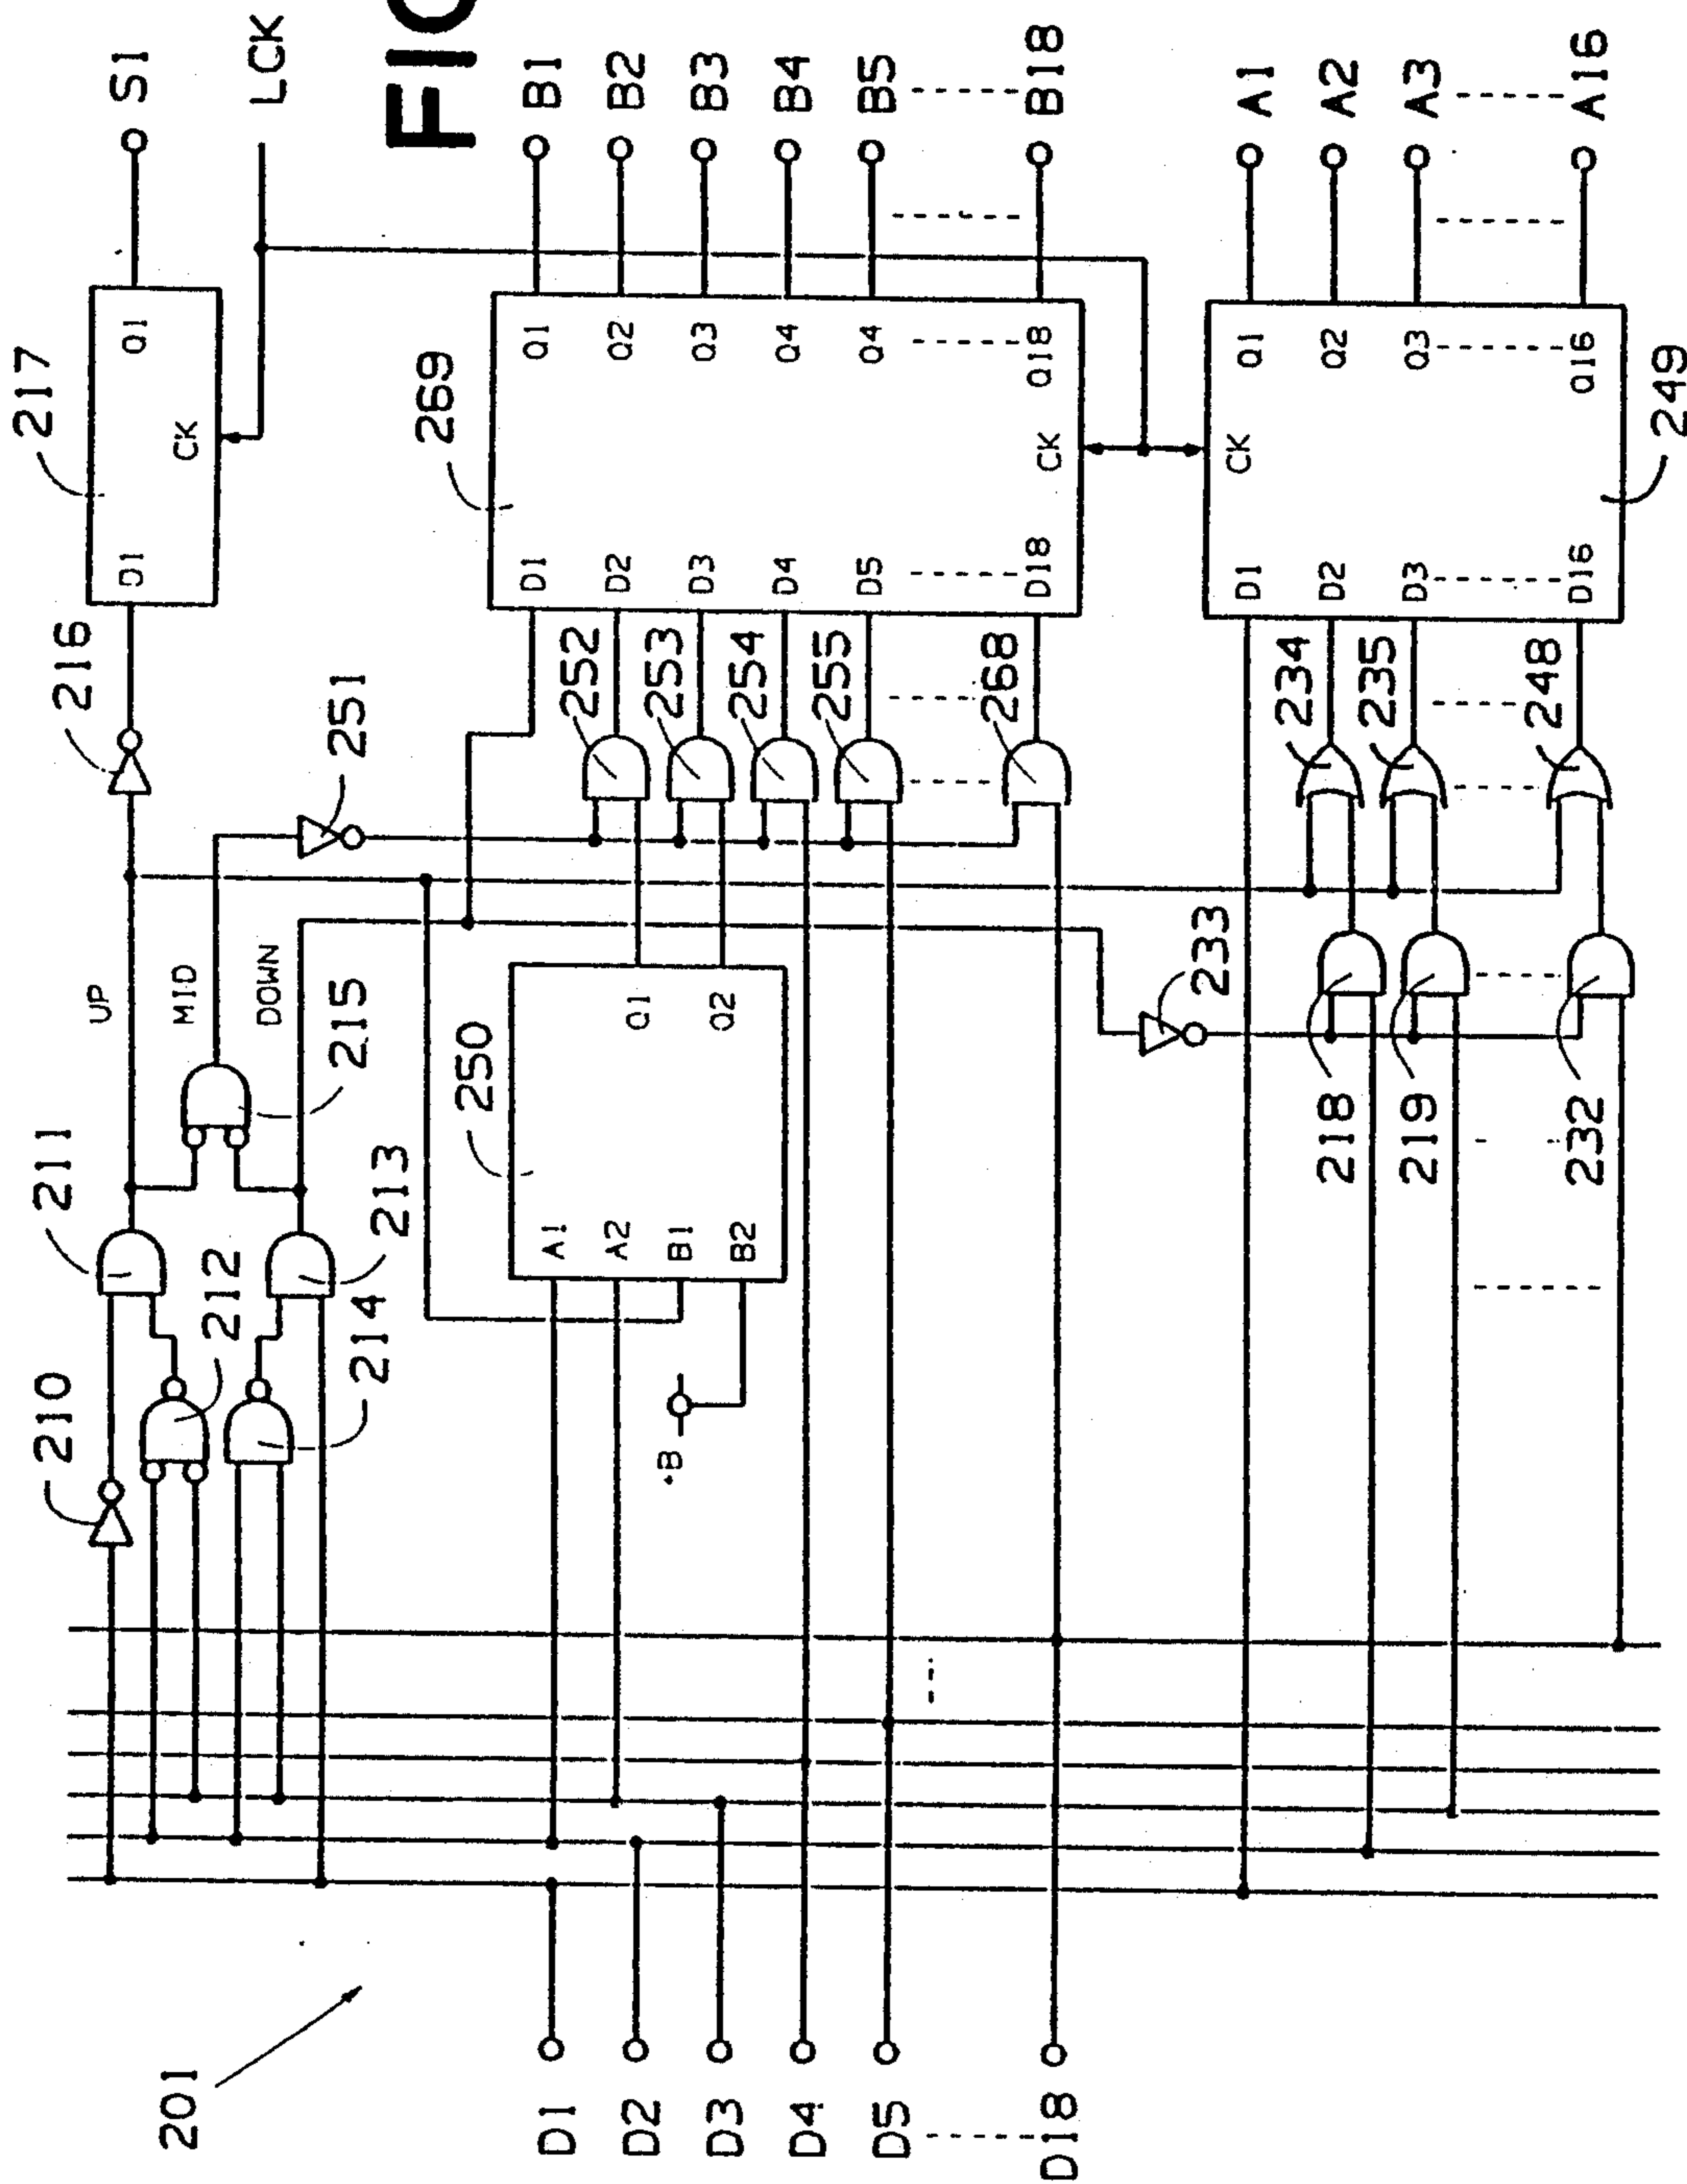 FIG
201
D1
D2
D3
D4
D5
D18
210
211
212
214
213
215
UP
MID
DOWN
216
217
D1
Q1
CK
S1
LCK
251
250
A1
A2
B1
B2
Q1
Q2
+B
252
253
254
255
268
269
D1
D2
D3
D4
D5
D18
Q1
Q2
Q3
Q4
Q4
Q18
CK
B1
B2
B3
B4
B5
B18
233
218
219
232
234
235
248
249
D1
D2
D3
D16
CK
Q1
Q2
Q3
Q16
A1
A2
A3
A16